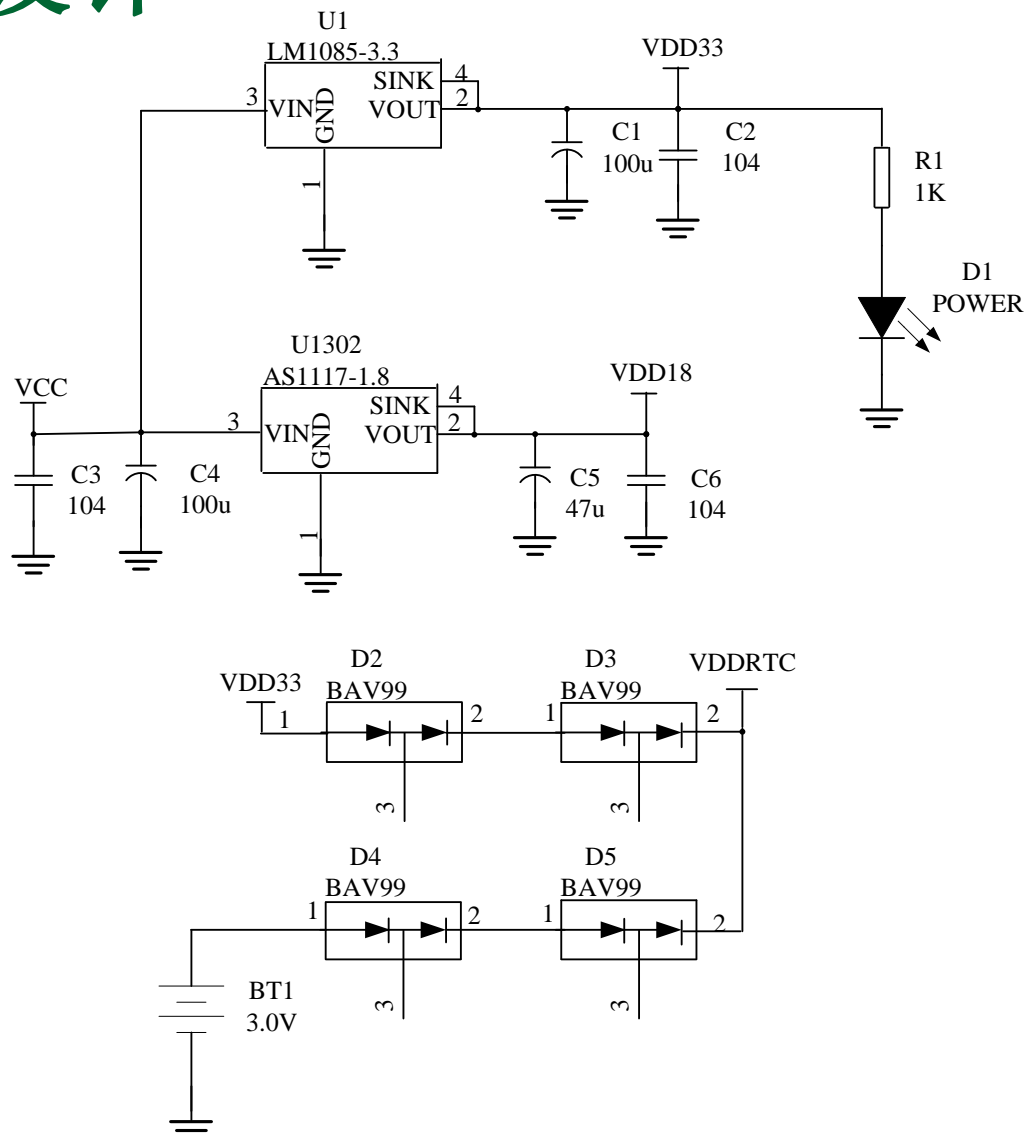 设计
U1
LM1085-3.3
VDD33
SINK 4
3 VIN GND VOUT 2
1
C1
100u
C2
104
R1
1K
D1
POWER
U1302
AS1117-1.8
VCC
VDD18
SINK 4
3 VIN GND VOUT 2
1
C3
104
C4
100u
C5
47u
C6
104
D2
BAV99
D3
BAV99
VDD33
VDDRTC
1 2 1 2
3 3
D4
BAV99
D5
BAV99
1 2 1 2
3 3
BT1
3.0V